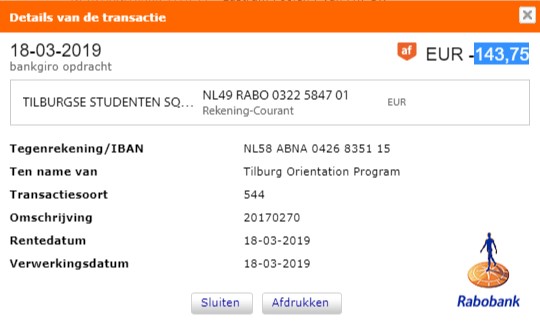 Details van de transactie
18-03-2019
af EUR -143,75
bankgiro opdracht
TILBURGSE STUDENTEN SQ... NL49 RABO 0322 5847 01 EUR
Rekening-Courant
Tegenrekening/IBAN NL58 ABNA 0426 8351 15
Ten name van Tilburg Orientation Program
Transactiesoort 544
Omschrijving 20170270
Rentedatum 18-03-2019
Verwerkingsdatum 18-03-2019
Sluiten Afdrukken
Rabobank